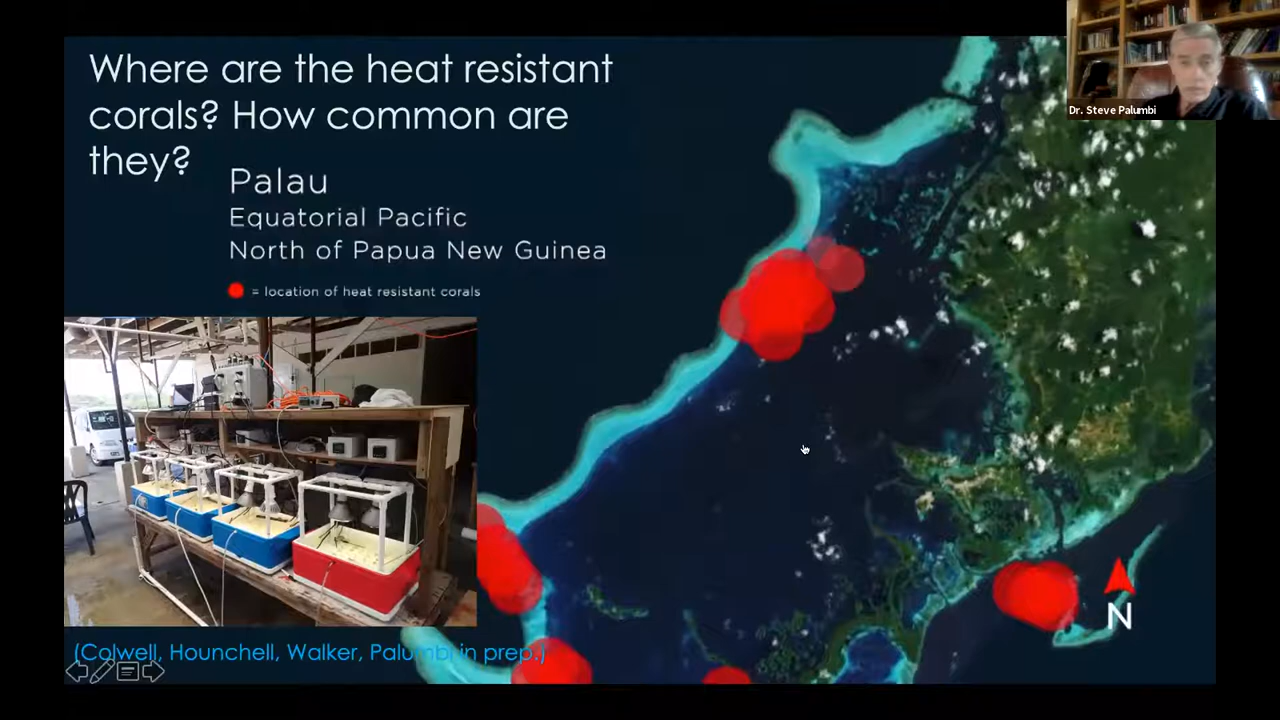 Where are the heat resistant
corals? How common are
they?
Palau
Equatorial Pacific
North of Papua New Guinea
= location of heat resistant corals
(Colwell, Hounchell, Walker, Palumbi in prep.)
N
Dr. Steve Palumbi